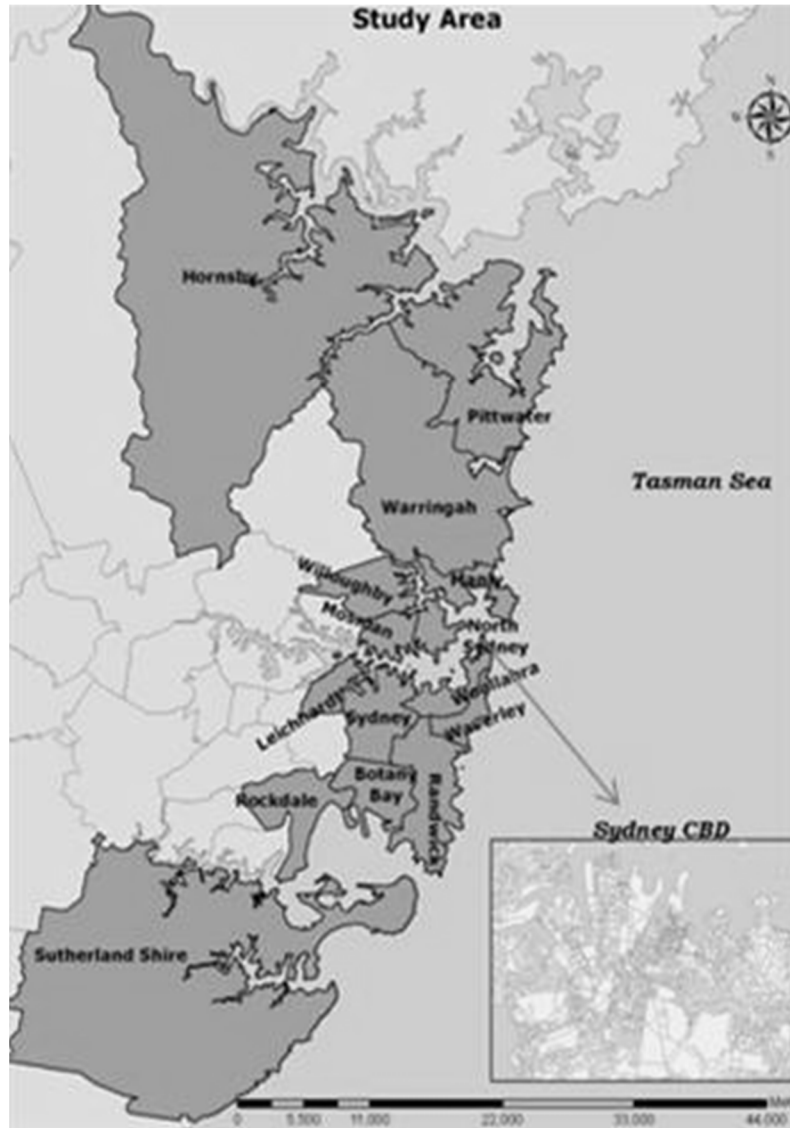 Study Area
N
S
Hornsby
Pittwater
Tasman Sea
Warringah
Willoughby
Manly
Mosman
North
Sydney
Woollahra
Leichhardt
Sydney
Waverley
Botany
Bay
Rockdale
Randwick
Sydney CBD
Sutherland Shire
0 5,500 11,000 22,000 33,000 44,000